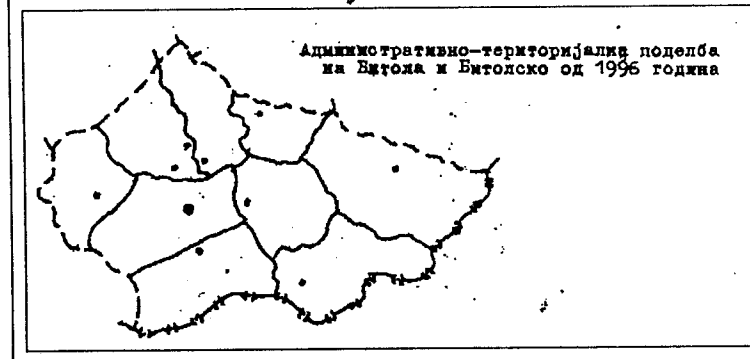 Административно-територијална поделба
на Битола и Битолско од 1996 година